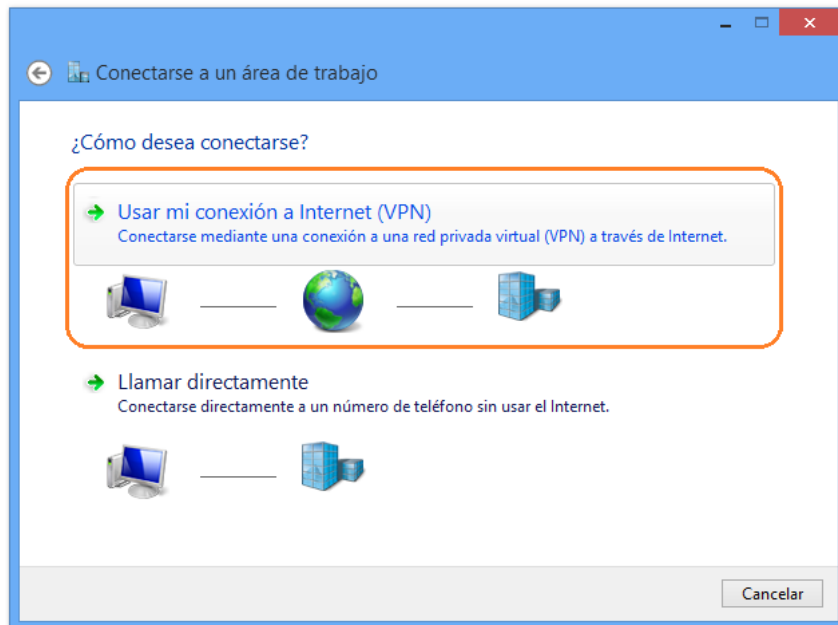 Conectarse a un área de trabajo
¿Cómo desea conectarse?
Usar mi conexión a Internet (VPN)
Conectarse mediante una conexión a una red privada virtual (VPN) a través de Internet.
Llamar directamente
Conectarse directamente a un número de teléfono sin usar el Internet.
Cancelar